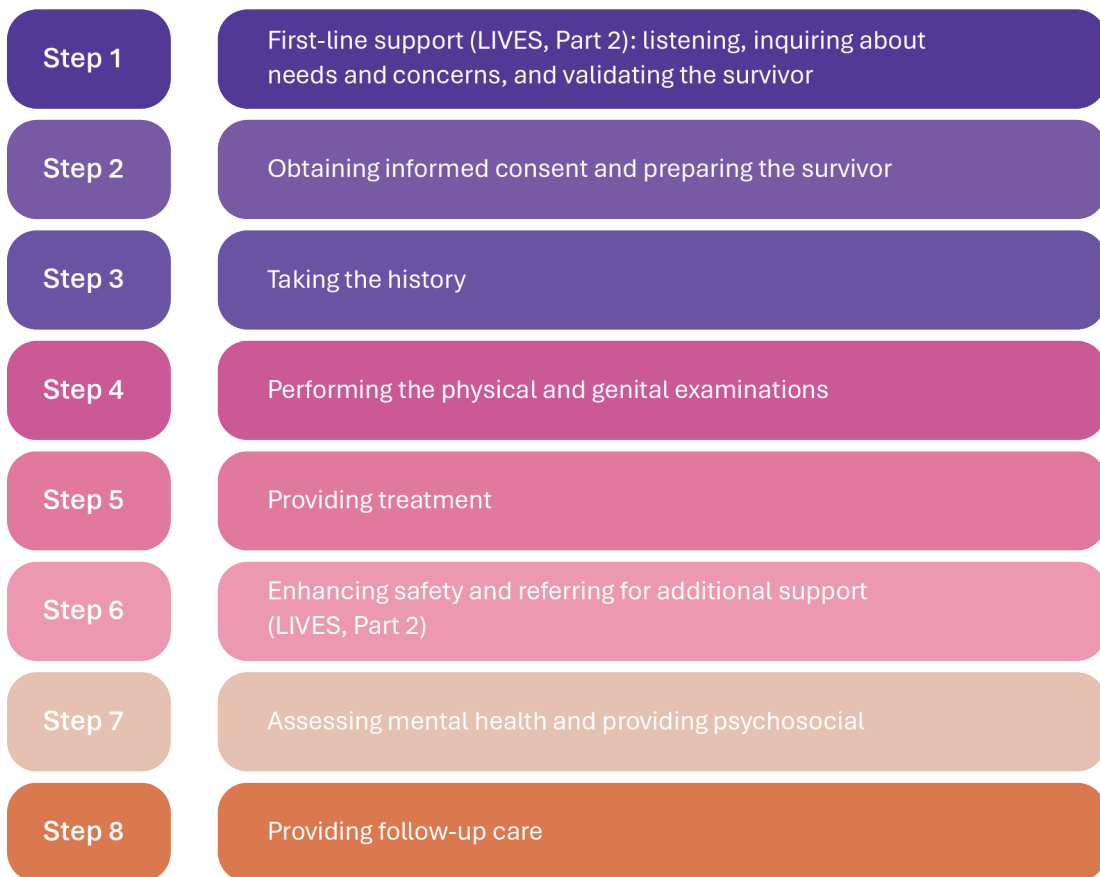 Step 1
First-line support (LIVES, Part 2): listening, inquiring about
needs and concerns, and validating the survivor
Step 2
Obtaining informed consent and preparing the survivor
Step 3
Taking the history
Step 4
Performing the physical and genital examinations
Step 5
Providing treatment
Step 6
Enhancing safety and referring for additional support
(LIVES, Part 2)
Step 7
Assessing mental health and providing psychosocial
Step 8
Providing follow-up care